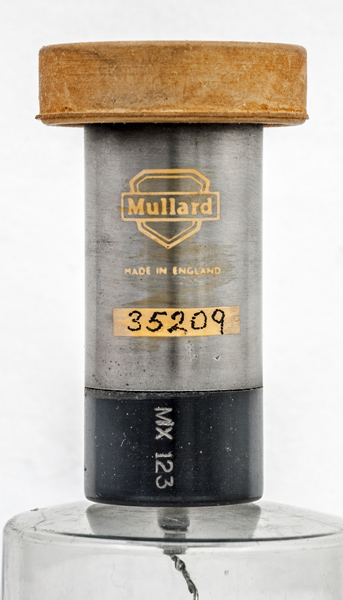 Mullard
MADE IN ENGLAND
35209
MX 123